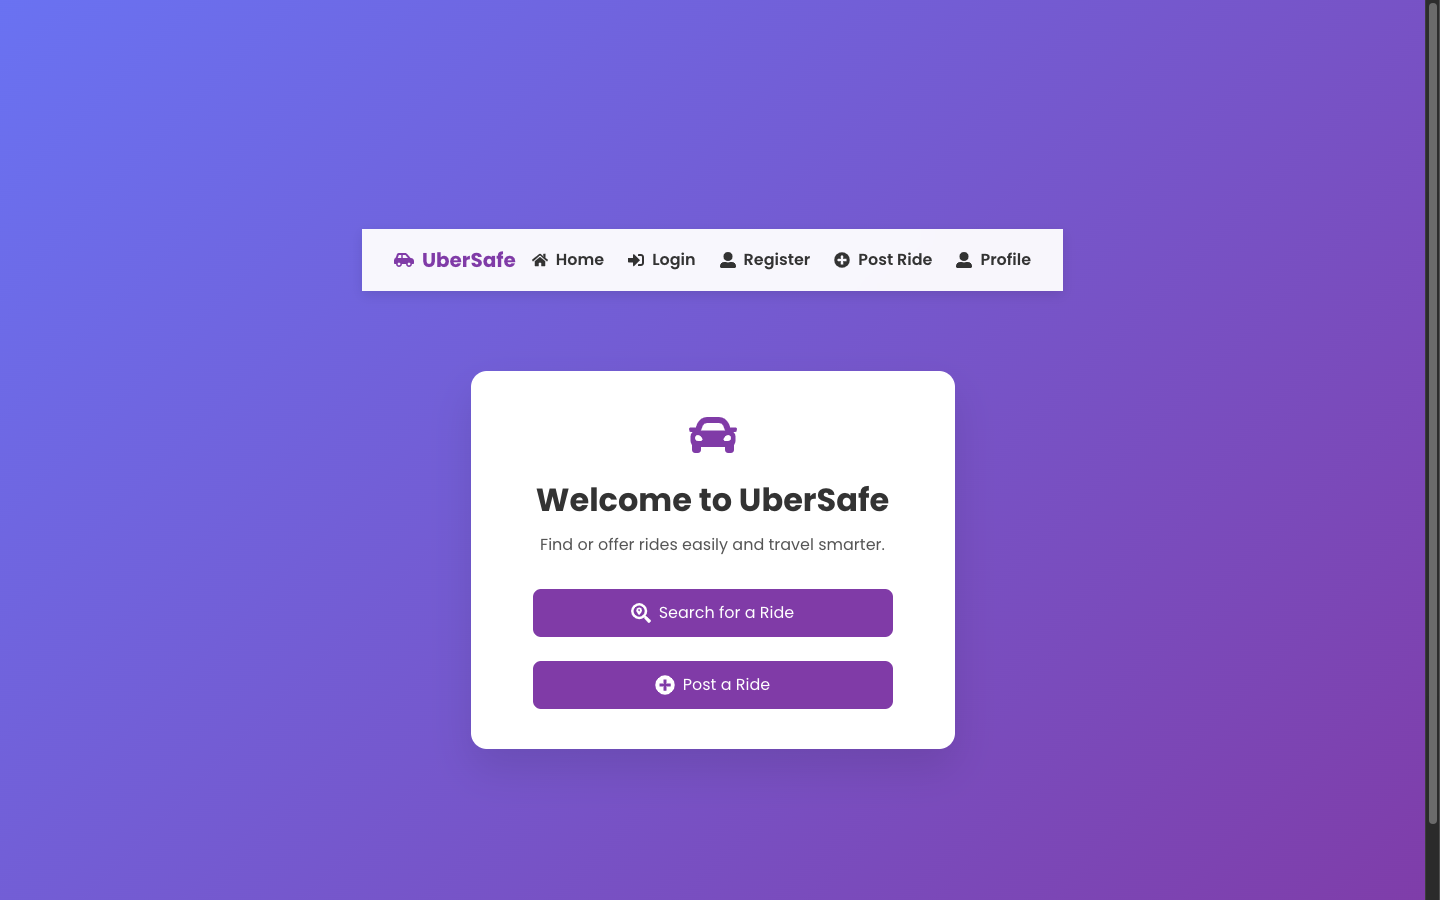 UberSafe Home Login Register Post Ride Profile
Welcome to UberSafe
Find or offer rides easily and travel smarter.
Search for a Ride
Post a Ride